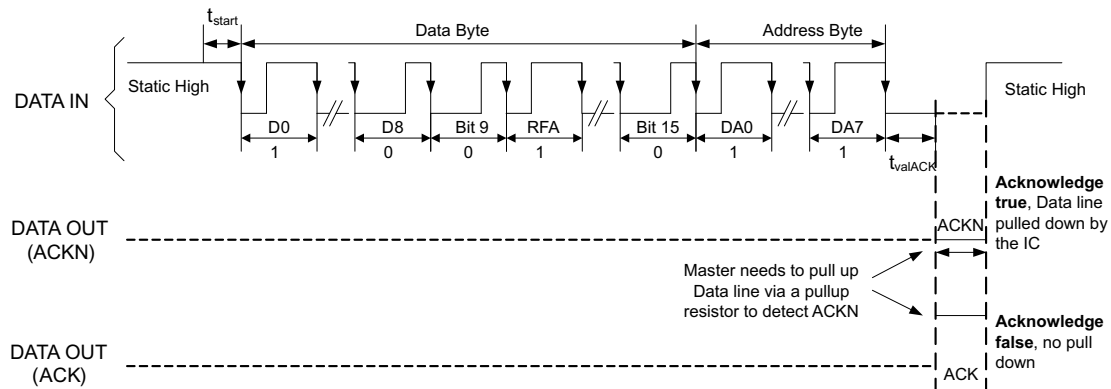 t_start
Data Byte
Address Byte
DATA IN
Static High
Static High
D0
D8
Bit 9
RFA
Bit 15
DA0
DA7
1
0
0
1
0
1
1
t_valACK
Acknowledge
true, Data line
pulled down by
the IC
DATA OUT
(ACKN)
ACKN
Master needs to pull up
Data line via a pullup
resistor to detect ACKN
Acknowledge
false, no pull
down
DATA OUT
(ACK)
ACK